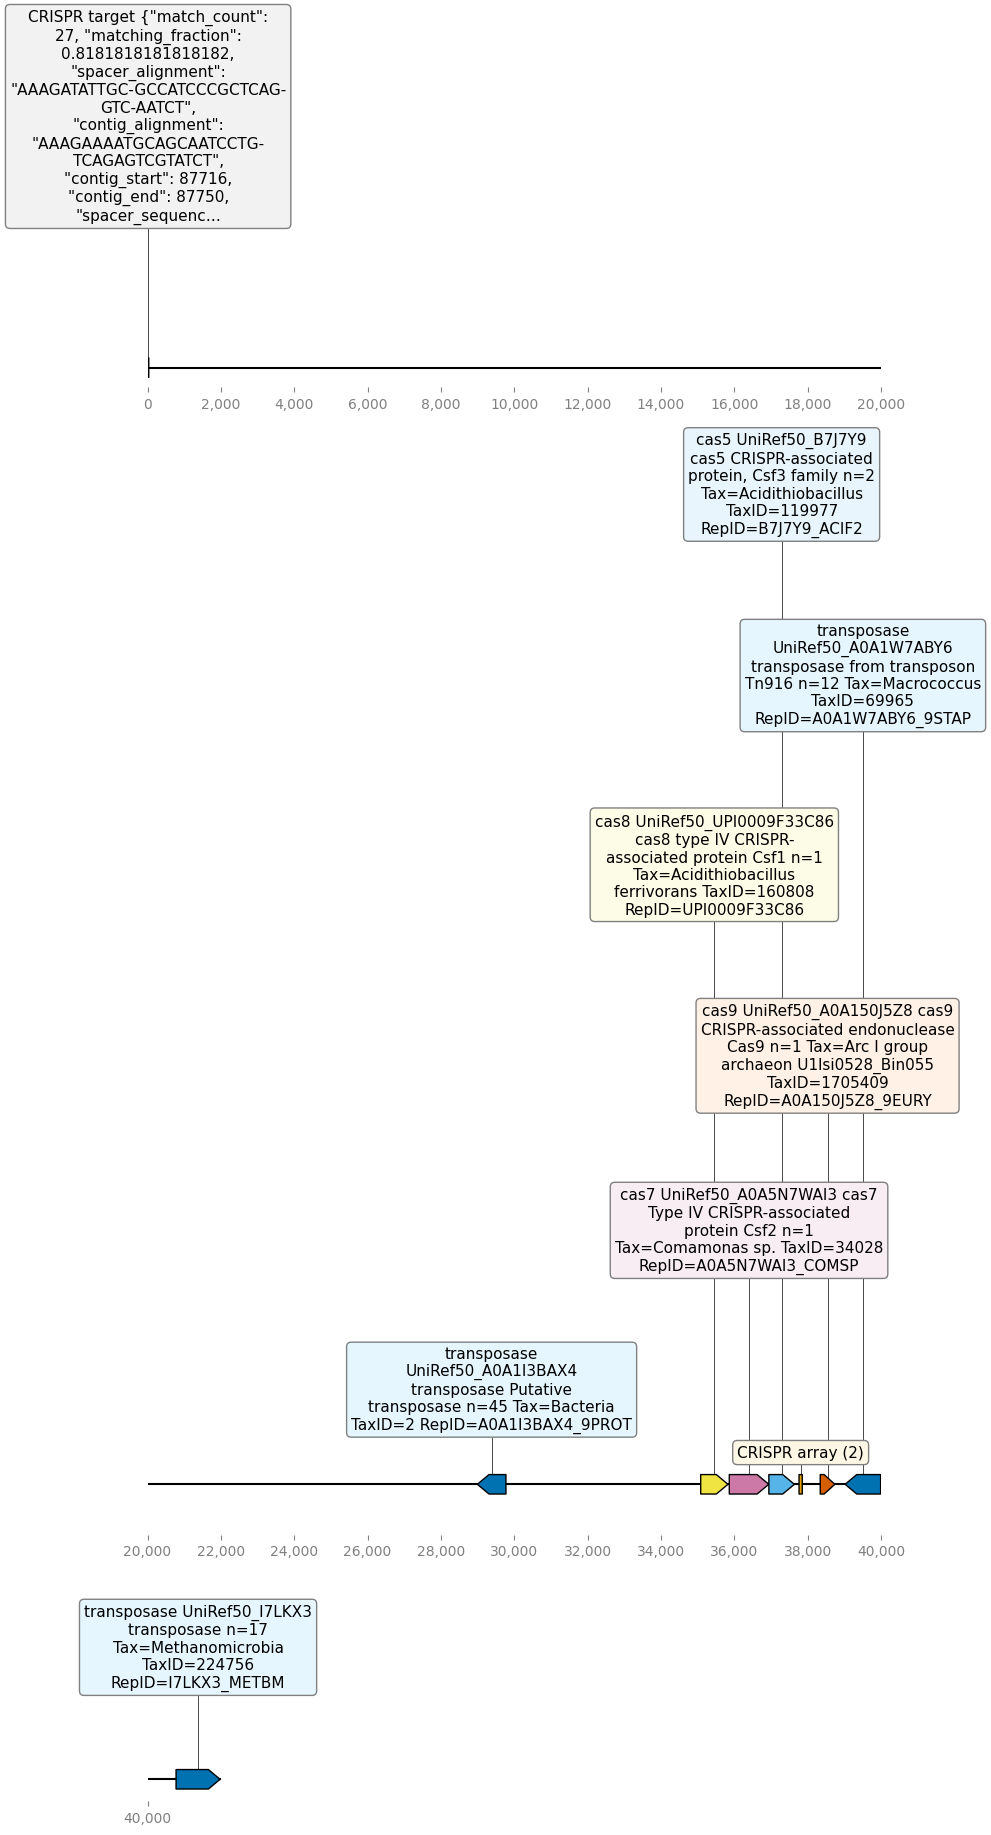 CRISPR target {"match_count":
27, "matching_fraction":
0.8181818181818182,
"spacer_alignment":
"AAAGATATTGC-GCCATCCCGCTCAG-
GTC-AATCT",
"contig_alignment":
"AAAGAAAATGCAGCAATCCTG-
TCAGAGTCGTATCT",
"contig_start": 87716,
"contig_end": 87750,
"spacer_sequenc...
0 2,000 4,000 6,000 8,000 10,000 12,000 14,000 16,000 18,000 20,000
cas5 UniRef50_B7J7Y9
cas5 CRISPR-associated
protein, Csf3 family n=2
Tax=Acidithiobacillus
TaxID=119977
RepID=B7J7Y9_ACIF2
transposase
UniRef50_A0A1W7ABY6
transposase from transposon
Tn916 n=12 Tax=Macrococcus
TaxID=69965
RepID=A0A1W7ABY6_9STAP
cas8 UniRef50_UPI0009F33C86
cas8 type IV CRISPR-
associated protein Csf1 n=1
Tax=Acidithiobacillus
ferrivorans TaxID=160808
RepID=UPI0009F33C86
cas9 UniRef50_A0A150J5Z8 cas9
CRISPR-associated endonuclease
Cas9 n=1 Tax=Arc I group
archaeon U1lsi0528_Bin055
TaxID=1705409
RepID=A0A150J5Z8_9EURY
cas7 UniRef50_A0A5N7WAI3 cas7
Type IV CRISPR-associated
protein Csf2 n=1
Tax=Comamonas sp. TaxID=34028
RepID=A0A5N7WAI3_COMSP
transposase
UniRef50_A0A1I3BAX4
transposase Putative
transposase n=45 Tax=Bacteria
TaxID=2 RepID=A0A1I3BAX4_9PROT
CRISPR array (2)
20,000 22,000 24,000 26,000 28,000 30,000 32,000 34,000 36,000 38,000 40,000
transposase UniRef50_I7LKX3
transposase n=17
Tax=Methanomicrobia
TaxID=224756
RepID=I7LKX3_METBM
40,000